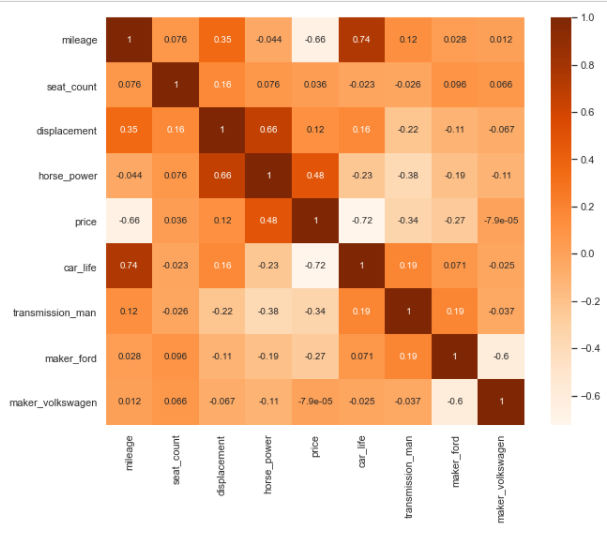 mileage 1 0.076 0.35 -0.044 -0.66 0.74 0.12 0.028 0.012
seat_count 0.076 1 0.16 0.076 0.036 -0.023 -0.026 0.096 0.066
displacement 0.35 0.16 1 0.66 0.12 0.16 -0.22 -0.11 -0.067
horse_power -0.044 0.076 0.66 1 0.48 -0.23 -0.38 -0.19 -0.11
price -0.66 0.036 0.12 0.48 1 -0.72 -0.34 -0.27 -7.9e-05
car_life 0.74 -0.023 0.16 -0.23 -0.72 1 0.19 0.071 -0.025
transmission_man 0.12 -0.026 -0.22 -0.38 -0.34 0.19 1 0.19 -0.037
maker_ford 0.028 0.096 -0.11 -0.19 -0.27 0.071 0.19 1 -0.6
maker_volkswagen 0.012 0.066 -0.067 -0.11 -7.9e-05 -0.025 -0.037 -0.6 1
mileage
seat_count
displacement
horse_power
price
car_life
transmission_man
maker_ford
maker_volkswagen
1.0
0.8
0.6
0.4
0.2
0.0
−0.2
−0.4
−0.6